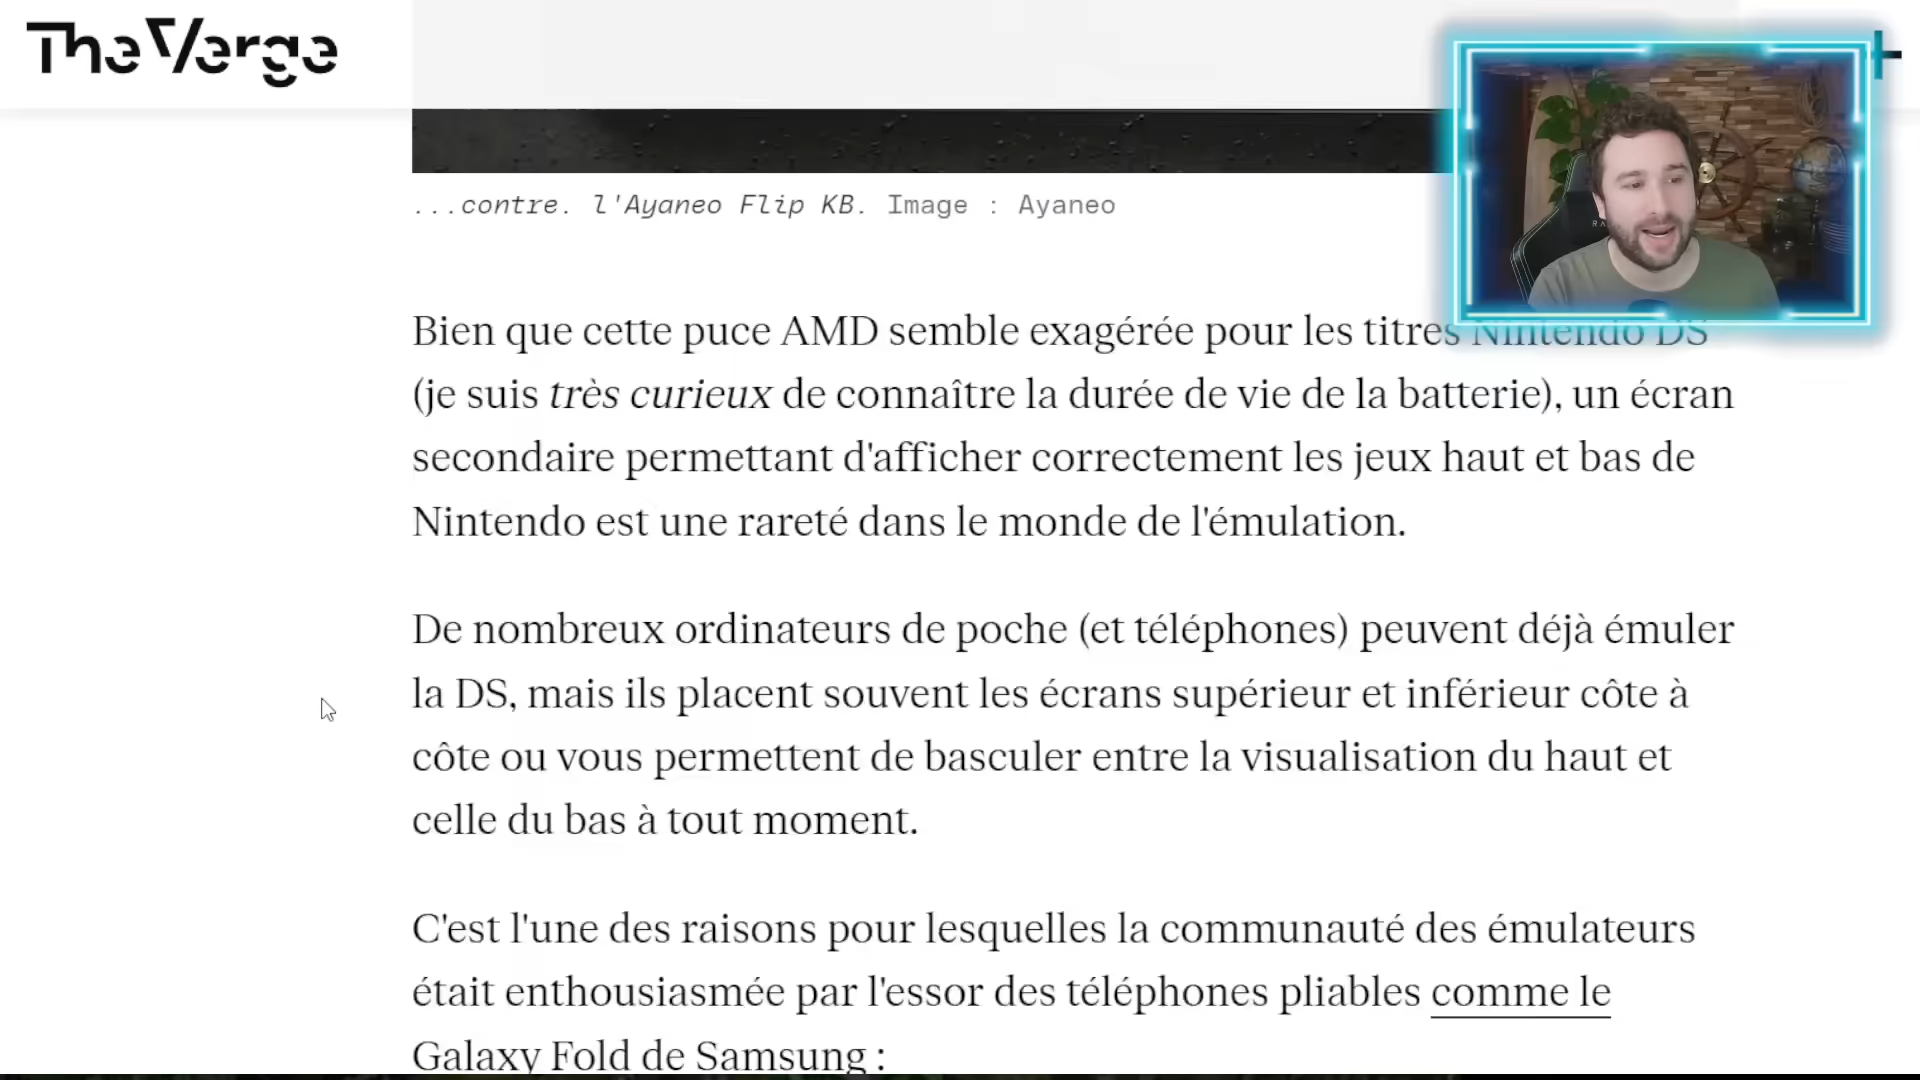 The Verge
...contre. l'Ayaneo Flip KB. Image : Ayaneo
Bien que cette puce AMD semble exagérée pour les titres Nintendo DS
(je suis très curieux de connaître la durée de vie de la batterie), un écran
secondaire permettant d'afficher correctement les jeux haut et bas de
Nintendo est une rareté dans le monde de l'émulation.
De nombreux ordinateurs de poche (et téléphones) peuvent déjà émuler
la DS, mais ils placent souvent les écrans supérieur et inférieur côte à
côte ou vous permettent de basculer entre la visualisation du haut et
celle du bas à tout moment.
C'est l'une des raisons pour lesquelles la communauté des émulateurs
était enthousiasmée par l'essor des téléphones pliables comme le
Galaxy Fold de Samsung :